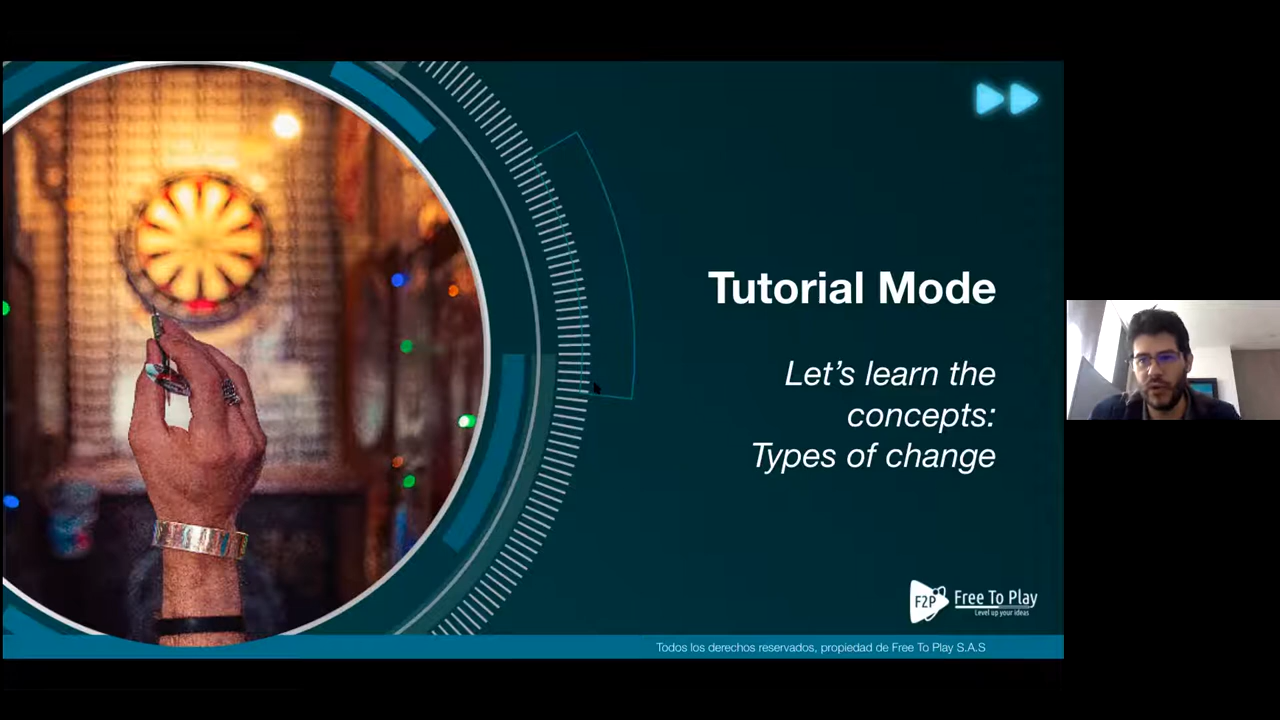 Tutorial Mode
Let's learn the
concepts:
Types of change
F2P
Free To Play
Level up your ideas
Todos los derechos reservados, propiedad de Free To Play S.A.S